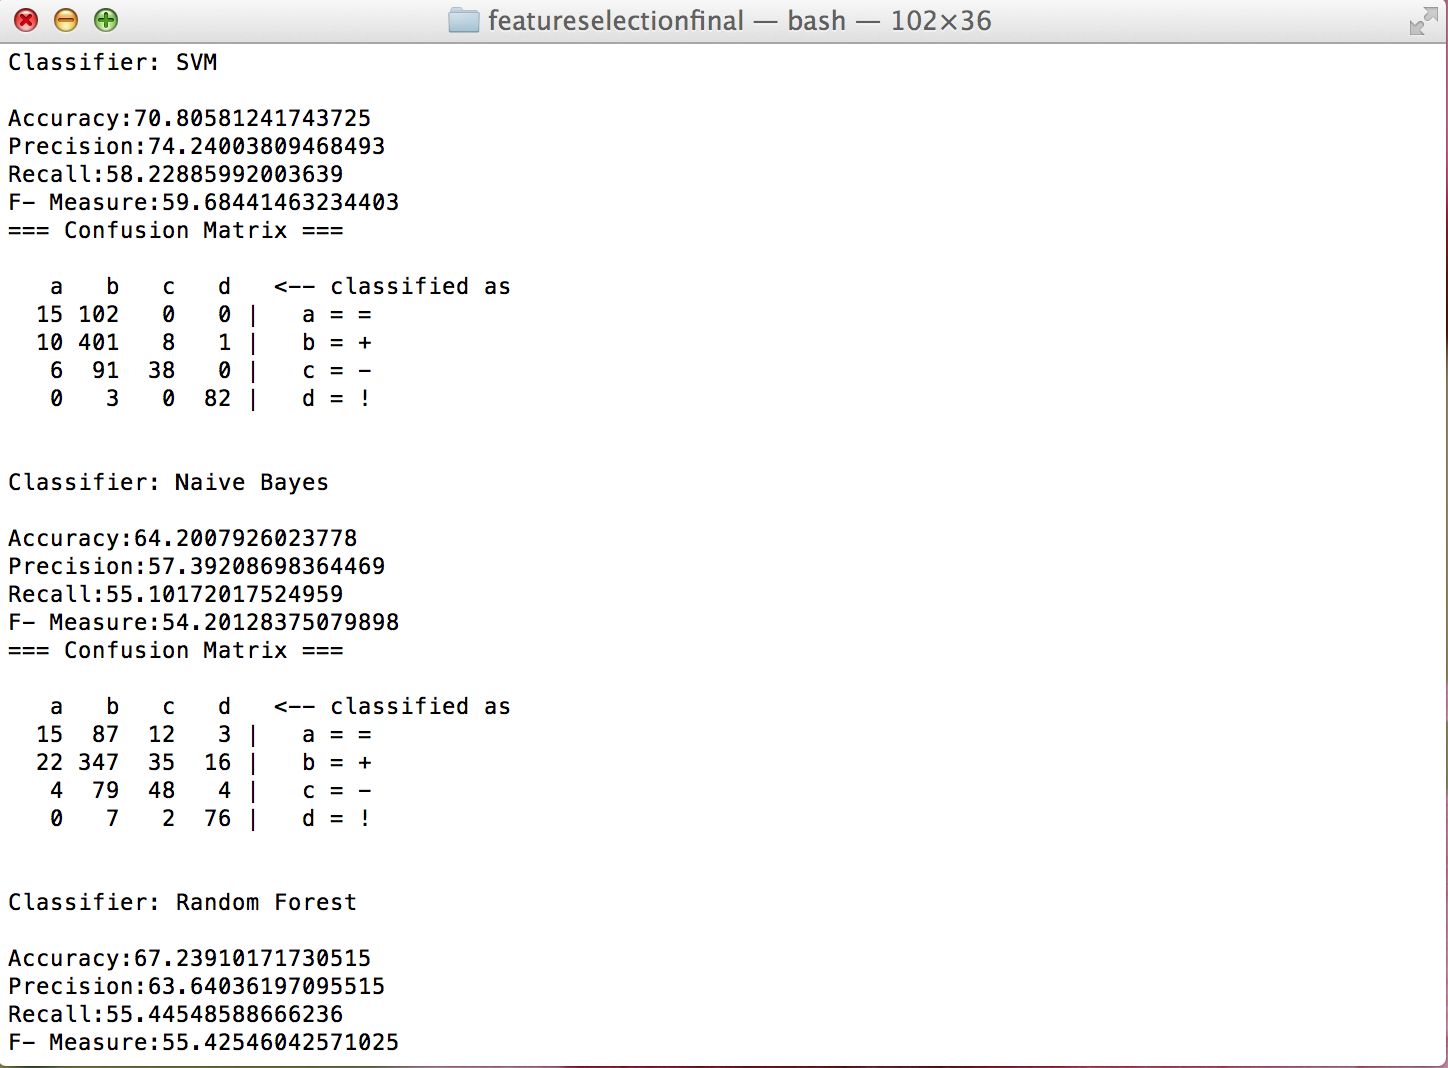 featureselectionfinal — bash — 102×36
Classifier: SVM
Accuracy:70.80581241743725
Precision:74.24003809468493
Recall:58.22885992003639
F- Measure:59.68441463234403
=== Confusion Matrix ===
a b c d <-- classified as
15 102 0 0 | a = =
10 401 8 1 | b = +
6 91 38 0 | c = -
0 3 0 82 | d = !
Classifier: Naive Bayes
Accuracy:64.2007926023778
Precision:57.39208698364469
Recall:55.10172017524959
F- Measure:54.20128375079898
=== Confusion Matrix ===
a b c d <-- classified as
15 87 12 3 | a = =
22 347 35 16 | b = +
4 79 48 4 | c = -
0 7 2 76 | d = !
Classifier: Random Forest
Accuracy:67.23910171730515
Precision:63.64036197095515
Recall:55.44548588666236
F- Measure:55.42546042571025